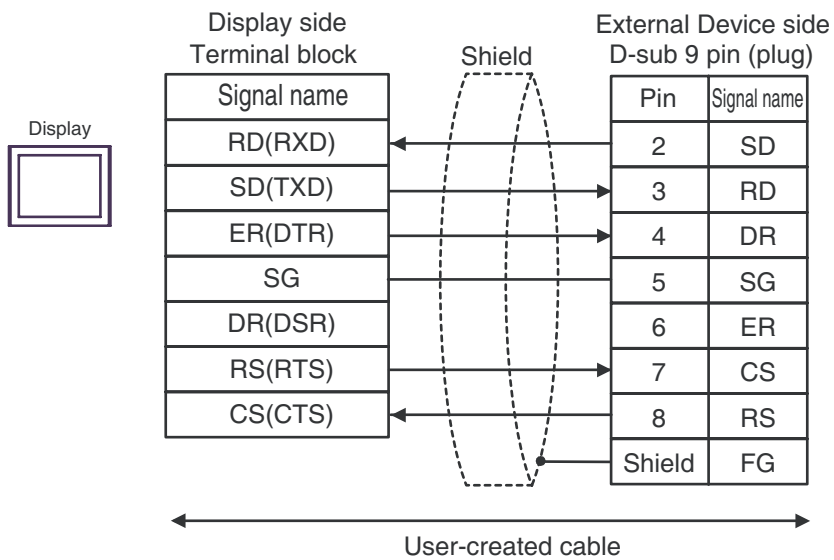 Display side
Terminal block
Shield
External Device side
D-sub 9 pin (plug)
Display
Signal name
Pin Signal name
RD(RXD) 2 SD
SD(TXD) 3 RD
ER(DTR) 4 DR
SG 5 SG
DR(DSR) 6 ER
RS(RTS) 7 CS
CS(CTS) 8 RS
Shield FG
User-created cable